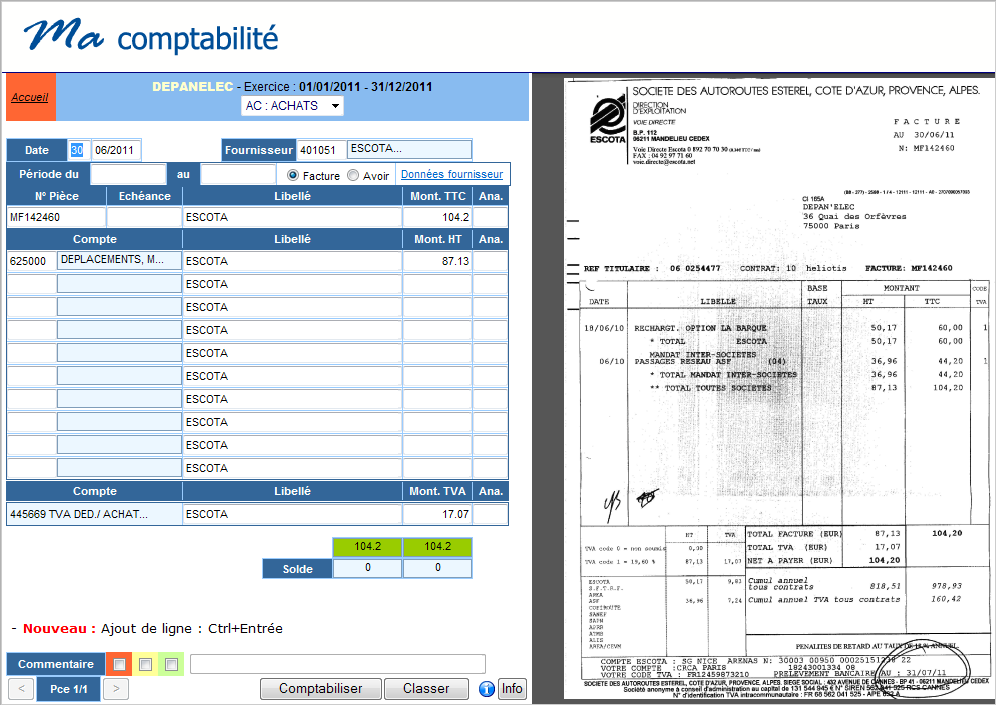 Ma comptabilité
Accueil
DEPANELEC - Exercice : 01/01/2011 - 31/12/2011
AC : ACHATS
Date 30 06/2011 Fournisseur 401051 ESCOTA...
Période du au Facture Avoir Données fournisseur
N° Pièce Echéance Libellé Mont. TTC Ana.
MF142460 ESCOTA 104.2
Compte Libellé Mont. HT Ana.
625000 DEPLACEMENTS, M... ESCOTA 87.13
ESCOTA
ESCOTA
ESCOTA
ESCOTA
ESCOTA
ESCOTA
ESCOTA
ESCOTA
ESCOTA
Compte Libellé Mont. TVA Ana.
445669 TVA DED./ ACHAT... ESCOTA 17.07
104.2 104.2
Solde 0 0
- Nouveau : Ajout de ligne : Ctrl+Entrée
Commentaire
< Pce 1/1 > Comptabiliser Classer i Info
SOCIETE DES AUTOROUTES ESTEREL, COTE D'AZUR, PROVENCE, ALPES.
DIRECTION
D'EXPLOITATION
VOIE DIRECTE
ESCOTA
B.P. 112
06211 MANDELIEU CEDEX
Voie Directe Escota 0 892 70 70 30
FAX : 04 92 97 71 60
voie.directe@escota.net
FACTURE
AU 30/06/11
N: MF142460
CI 165A
DEPAN'ELEC
36 Quai des Orfèvres
75000 Paris
REF TITULAIRE : 06 0254477 CONTRAT: 10 heliotis FACTURE: MF142460
DATE LIBELLE BASE TAUX MONTANT HT TTC CODE TVA
18/06/10 RECHARGT. OPTION LA BARQUE 50,17 60,00 1
* TOTAL ESCOTA 50,17 60,00
MANDAT INTER-SOCIETES
06/10 PASSAGES RESEAU ASF (04) 36,96 44,20 1
* TOTAL MANDAT INTER-SOCIETES 36,96 44,20
** TOTAL TOUTES SOCIETES 87,13 104,20
HT TVA
TVA code 0 = non soumis 0,00
TVA code 1 = 19,60 % 87,13 17,07
TOTAL FACTURE (EUR) 87,13 104,20
TOTAL TVA (EUR) 17,07
NET A PAYER (EUR) 104,20
ESCOTA 50,17 9,83
S.F.T.R.F.
AREA
ASF 36,96 7,24
COFIROUTE
SANEF
SAPN
APRR
ATMB
ALIS
AREA/CEVM
Cumul annuel
tous contrats 818,51 978,93
Cumul annuel TVA tous contrats 160,42
PENALITES DE RETARD AU TAUX DE L'INT. ANNUEL.
COMPTE ESCOTA : SG NICE ARENAS N: 30003 00950 00025151238 22
VOTRE COMPTE :CRCA PARIS 18243001334 08
VOTRE CODE TVA : FR12459873210 PRELEVEMENT BANCAIRE AU : 31/07/11
SOCIETE DES AUTOROUTES ESTEREL, COTE D'AZUR, PROVENCE, ALPES. SIEGE SOCIAL : 432 AVENUE DE CANNES - BP 41 - 06211 MANDELIEU CEDEX
Société anonyme à conseil d'administration au capital de 131 544 945 € N° SIREN 562 041 525 RCS CANNES
N° d'identification TVA intracommunautaire : FR 68 562 041 525 - APE